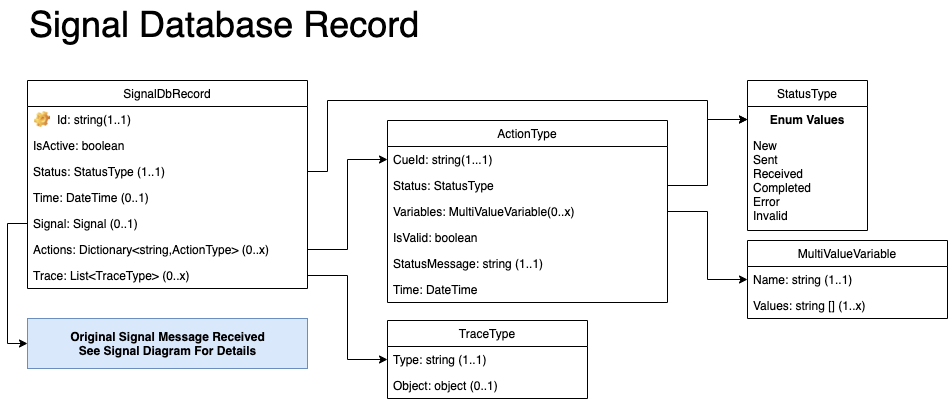 Signal Database Record
SignalDbRecord
Id: string(1..1)
IsActive: boolean
Status: StatusType (1..1)
Time: DateTime (0..1)
Signal: Signal (0..1)
Actions: Dictionary<string,ActionType> (0..x)
Trace: List<TraceType> (0..x)
Original Signal Message Received
See Signal Diagram For Details
ActionType
CueId: string(1...1)
Status: StatusType
Variables: MultiValueVariable(0..x)
IsValid: boolean
StatusMessage: string (1..1)
Time: DateTime
TraceType
Type: string (1..1)
Object: object (0..1)
StatusType
Enum Values
New
Sent
Received
Completed
Error
Invalid
MultiValueVariable
Name: string (1..1)
Values: string [] (1..x)